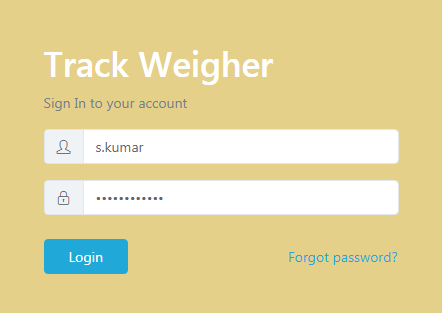 Track Weigher
Sign In to your account
s.kumar
••••••••••••
Login
Forgot password?